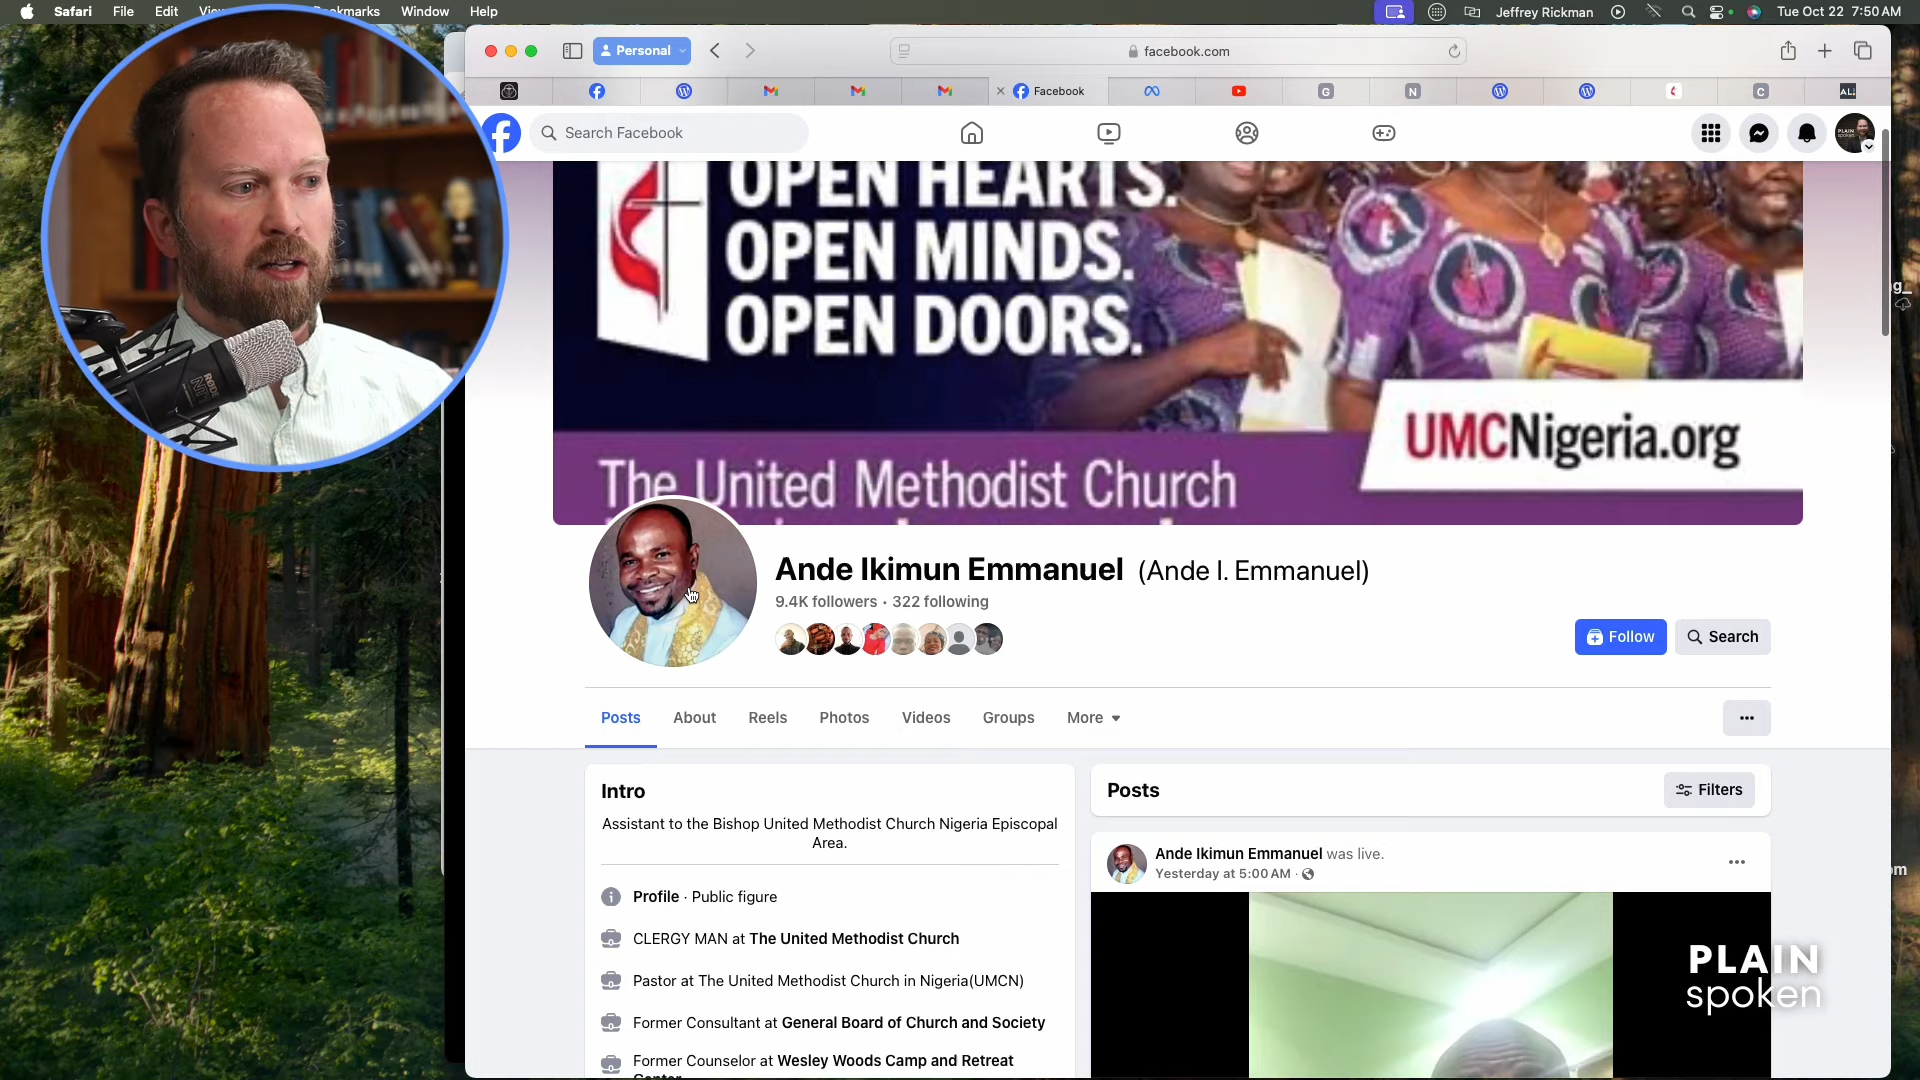 Safari File Edit View Bookmarks Window Help
Jeffrey Rickman
Tue Oct 22 7:50 AM
Personal
facebook.com
Facebook
G
N
C
Search Facebook
OPEN HEARTS.
OPEN MINDS.
OPEN DOORS.
UMCNigeria.org
The United Methodist Church
Ande Ikimun Emmanuel (Ande I. Emmanuel)
9.4K followers • 322 following
Follow
Search
Posts About Reels Photos Videos Groups More
Intro
Assistant to the Bishop United Methodist Church Nigeria Episcopal
Area.
Profile · Public figure
CLERGY MAN at The United Methodist Church
Pastor at The United Methodist Church in Nigeria(UMCN)
Former Consultant at General Board of Church and Society
Former Counselor at Wesley Woods Camp and Retreat
Posts
Filters
Ande Ikimun Emmanuel was live.
Yesterday at 5:00 AM ·
PLAIN
spoken
RØDE